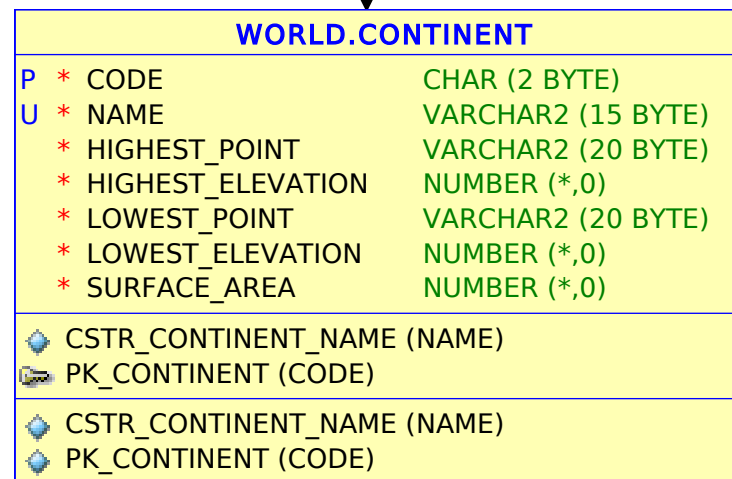 WORLD.CONTINENT
P * CODE CHAR (2 BYTE)
U * NAME VARCHAR2 (15 BYTE)
* HIGHEST_POINT VARCHAR2 (20 BYTE)
* HIGHEST_ELEVATION NUMBER (*,0)
* LOWEST_POINT VARCHAR2 (20 BYTE)
* LOWEST_ELEVATION NUMBER (*,0)
* SURFACE_AREA NUMBER (*,0)
CSTR_CONTINENT_NAME (NAME)
PK_CONTINENT (CODE)
CSTR_CONTINENT_NAME (NAME)
PK_CONTINENT (CODE)